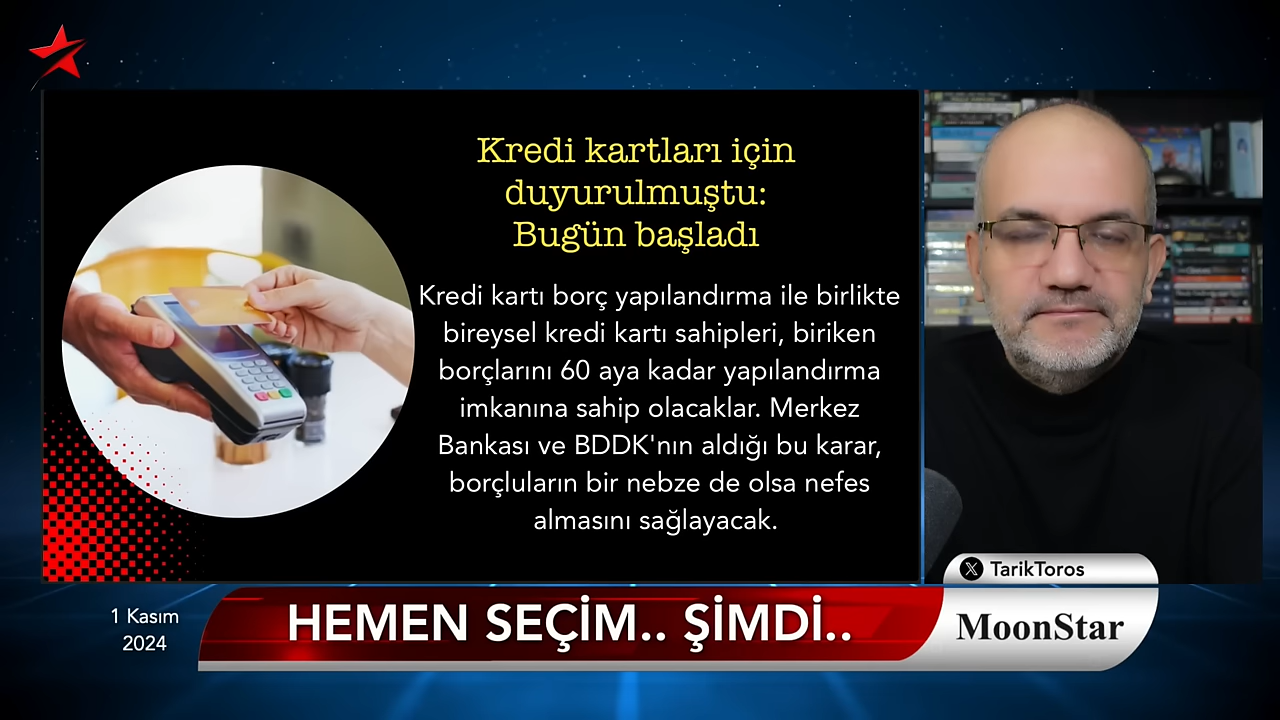 Kredi kartları için
duyurulmuştu:
Bugün başladı
Kredi kartı borç yapılandırma ile birlikte
bireysel kredi kartı sahipleri, biriken
borçlarını 60 aya kadar yapılandırma
imkanına sahip olacaklar. Merkez
Bankası ve BDDK'nın aldığı bu karar,
borçluların bir nebze de olsa nefes
almasını sağlayacak.
TarikToros
1 Kasım
2024
HEMEN SEÇİM.. ŞİMDİ..
MoonStar